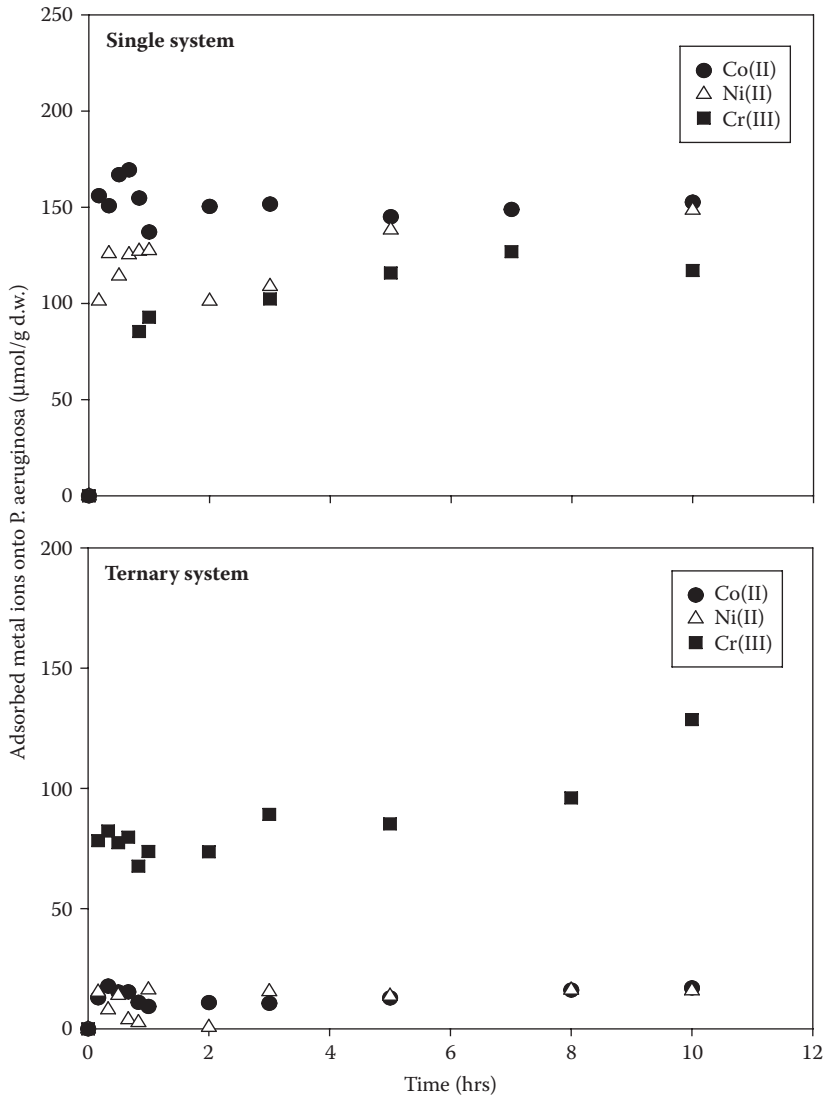 Adsorbed metal ions onto P. aeruginosa (μmol/g d.w.)
250
200
150
100
50
0
Single system
Co(II)
Ni(II)
Cr(III)
200
150
100
50
0
Ternary system
Co(II)
Ni(II)
Cr(III)
0 2 4 6 8 10 12
Time (hrs)